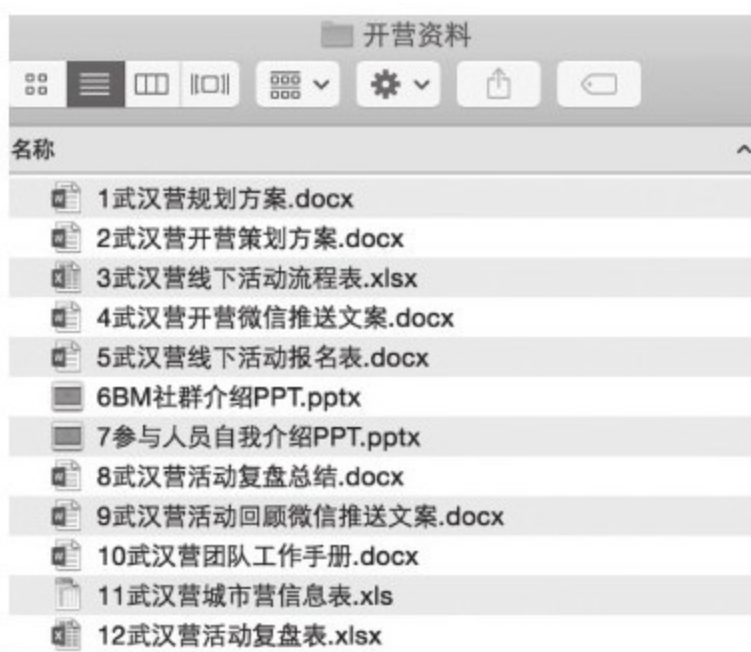 开营资料
名称
1武汉营规划方案.docx
2武汉营开营策划方案.docx
3武汉营线下活动流程表.xlsx
4武汉营开营微信推送文案.docx
5武汉营线下活动报名表.docx
6BM社群介绍PPT.pptx
7参与人员自我介绍PPT.pptx
8武汉营活动复盘总结.docx
9武汉营活动回顾微信推送文案.docx
10武汉营团队工作手册.docx
11武汉营城市营信息表.xls
12武汉营活动复盘表.xlsx